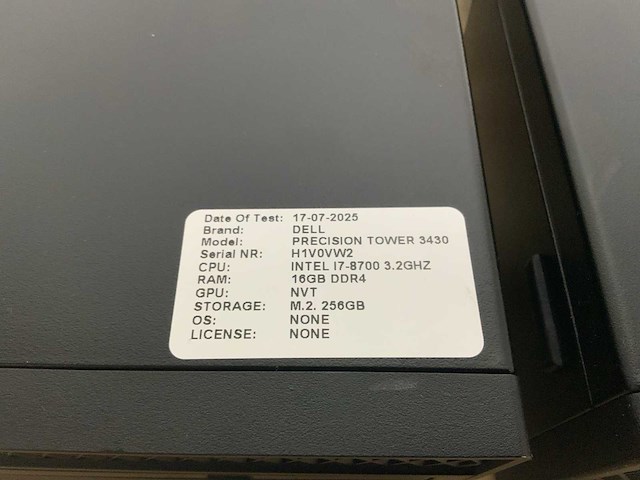 Date Of Test: 17-07-2025
Brand: DELL
Model: PRECISION TOWER 3430
Serial NR: H1V0VW2
CPU: INTEL I7-8700 3.2GHZ
RAM: 16GB DDR4
GPU: NVT
STORAGE: M.2. 256GB
OS: NONE
LICENSE: NONE